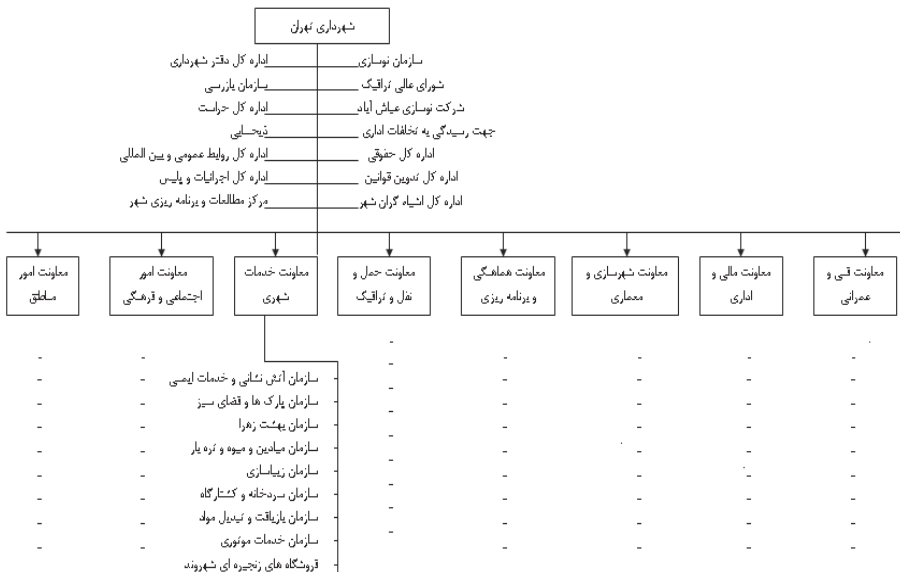 شهرداری تهران
سازمان نوسازی
اداره کل دفتر شهرداری
شورای عالی ترافیک
سازمان بازرسی
شرکت نوسازی عباس آباد
اداره کل حراست
جهت رسیدگی به تخلفات اداری
ذیحسابی
اداره کل حقوقی
اداره کل روابط عمومی و بین المللی
اداره کل تدوین قوانین
اداره کل اجرائیات و پلیس
اداره کل اشیاء گران شهر
مرکز مطالعات و برنامه ریزی شهر
معاونت فنی و
عمرانی
معاونت مالی و
اداری
معاونت شهرسازی و
معماری
معاونت هماهنگی
و برنامه ریزی
معاونت حمل و
نقل و ترافیک
معاونت خدمات
شهری
معاونت امور
اجتماعی و فرهنگی
معاونت امور
مناطق
سازمان آتش نشانی و خدمات ایمنی
سازمان پارک ها و فضای سبز
سازمان بهشت زهرا
سازمان میادین و میوه و تره بار
سازمان زیباسازی
سازمان سردخانه و کشتارگاه
سازمان بازیافت و تبدیل مواد
سازمان خدمات موتوری
فروشگاه های زنجیره ای شهروند